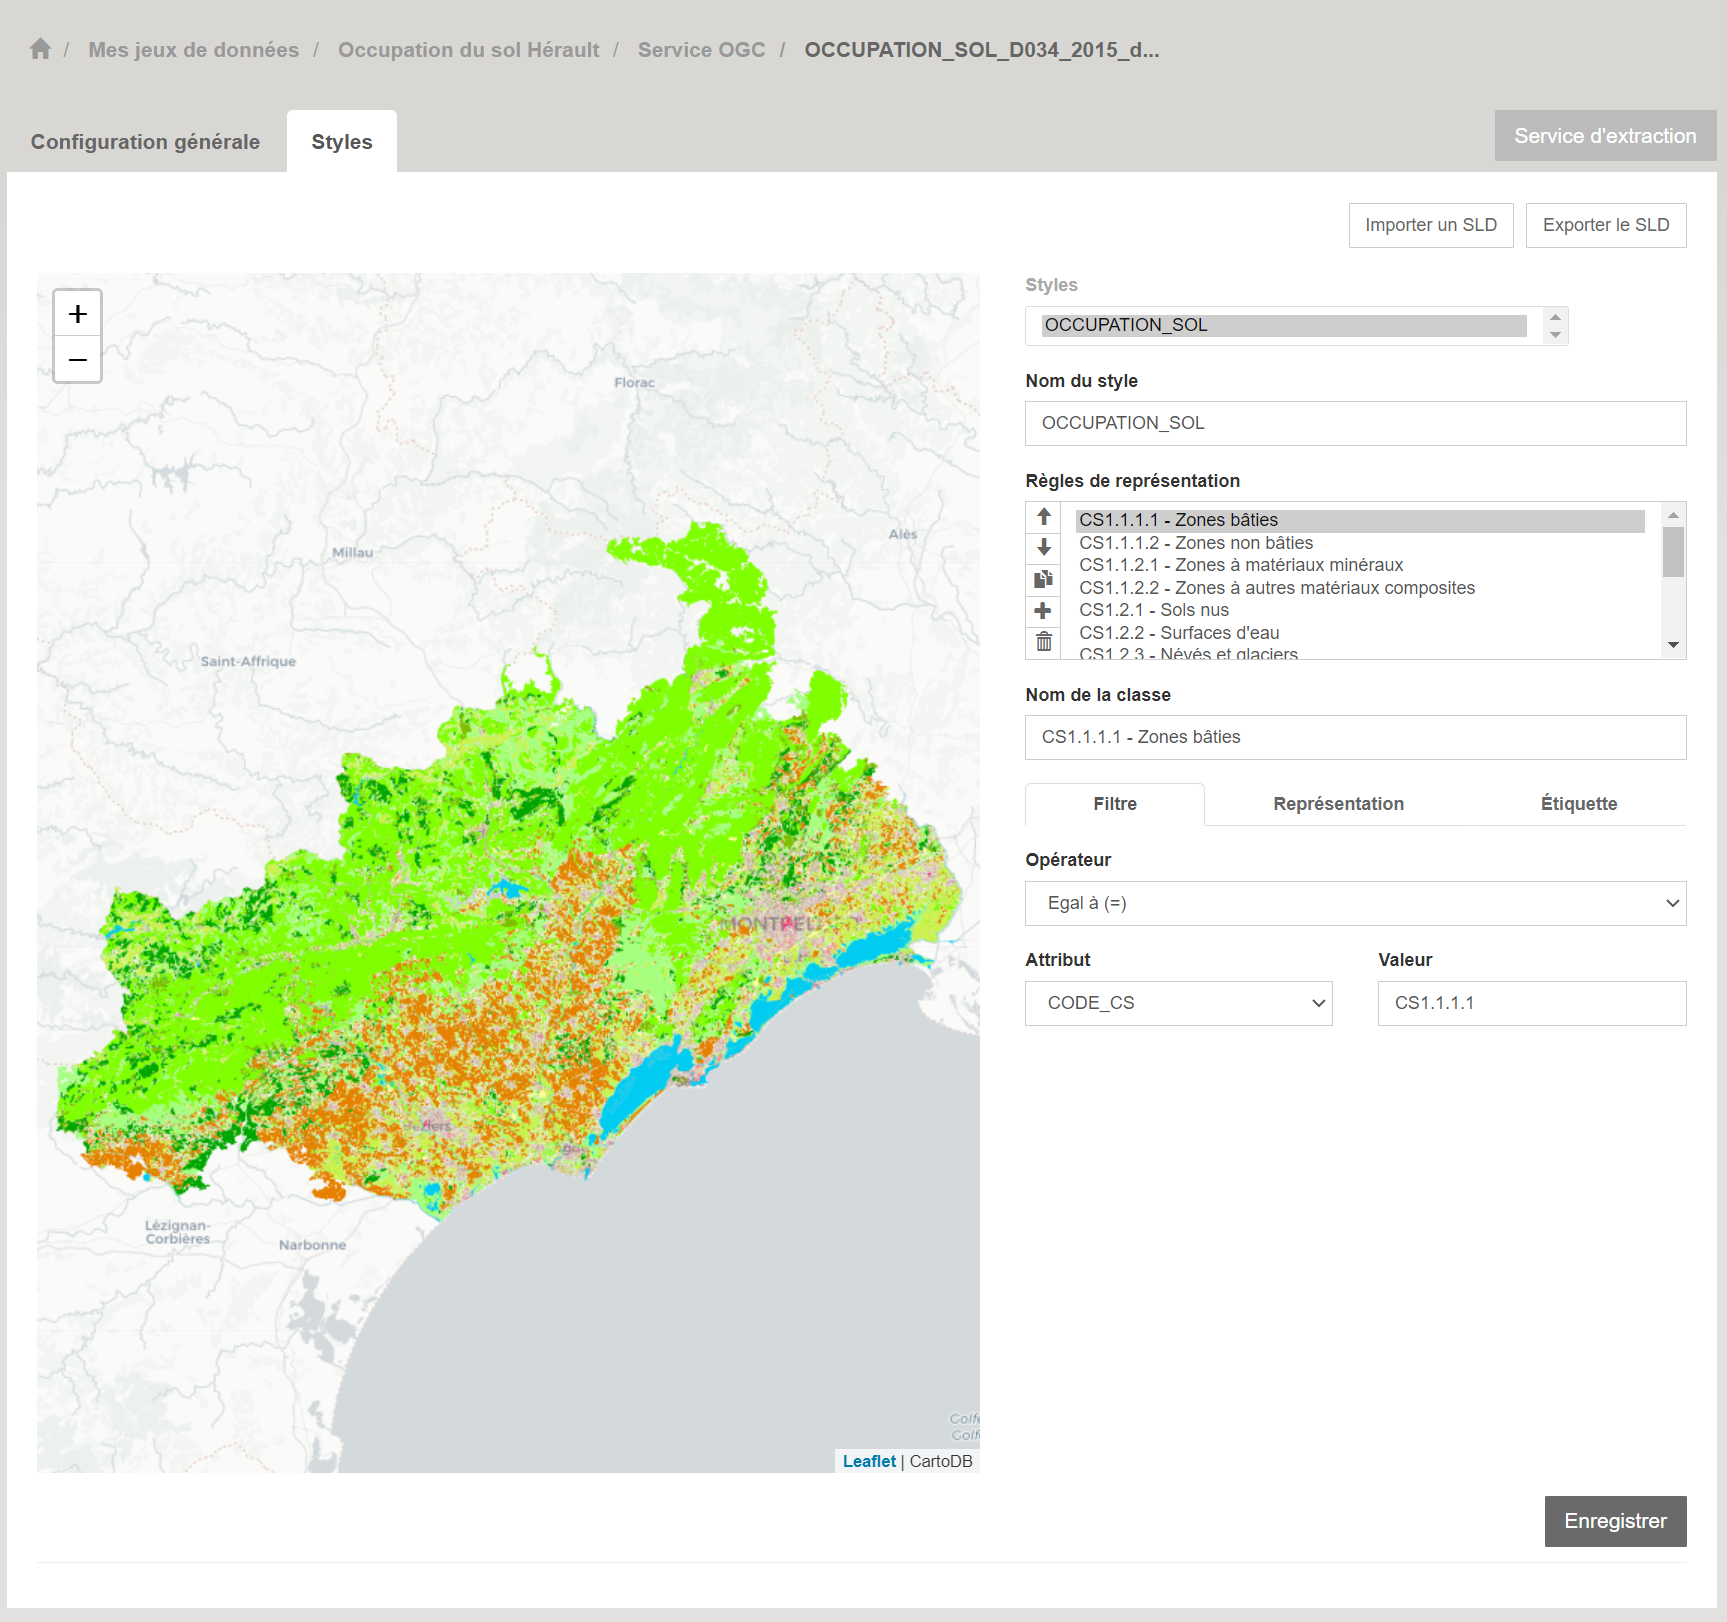 / Mes jeux de données / Occupation du sol Hérault / Service OGC / OCCUPATION_SOL_D034_2015_d...
Configuration générale
Styles
Service d'extraction
Importer un SLD
Exporter le SLD
+
−
Florac
Alès
Millau
Saint-Affrique
Béziers
Lézignan-
Corbières
Narbonne
Leaflet | CartoDB
Styles
OCCUPATION_SOL
Nom du style
OCCUPATION_SOL
Règles de représentation
CS1.1.1.1 - Zones bâties
CS1.1.1.2 - Zones non bâties
CS1.1.2.1 - Zones à matériaux minéraux
CS1.1.2.2 - Zones à autres matériaux composites
CS1.2.1 - Sols nus
CS1.2.2 - Surfaces d'eau
CS1.2.3 - Névés et glaciers
Nom de la classe
CS1.1.1.1 - Zones bâties
Filtre
Représentation
Étiquette
Opérateur
Egal à (=)
Attribut
Valeur
CODE_CS
CS1.1.1.1
Enregistrer